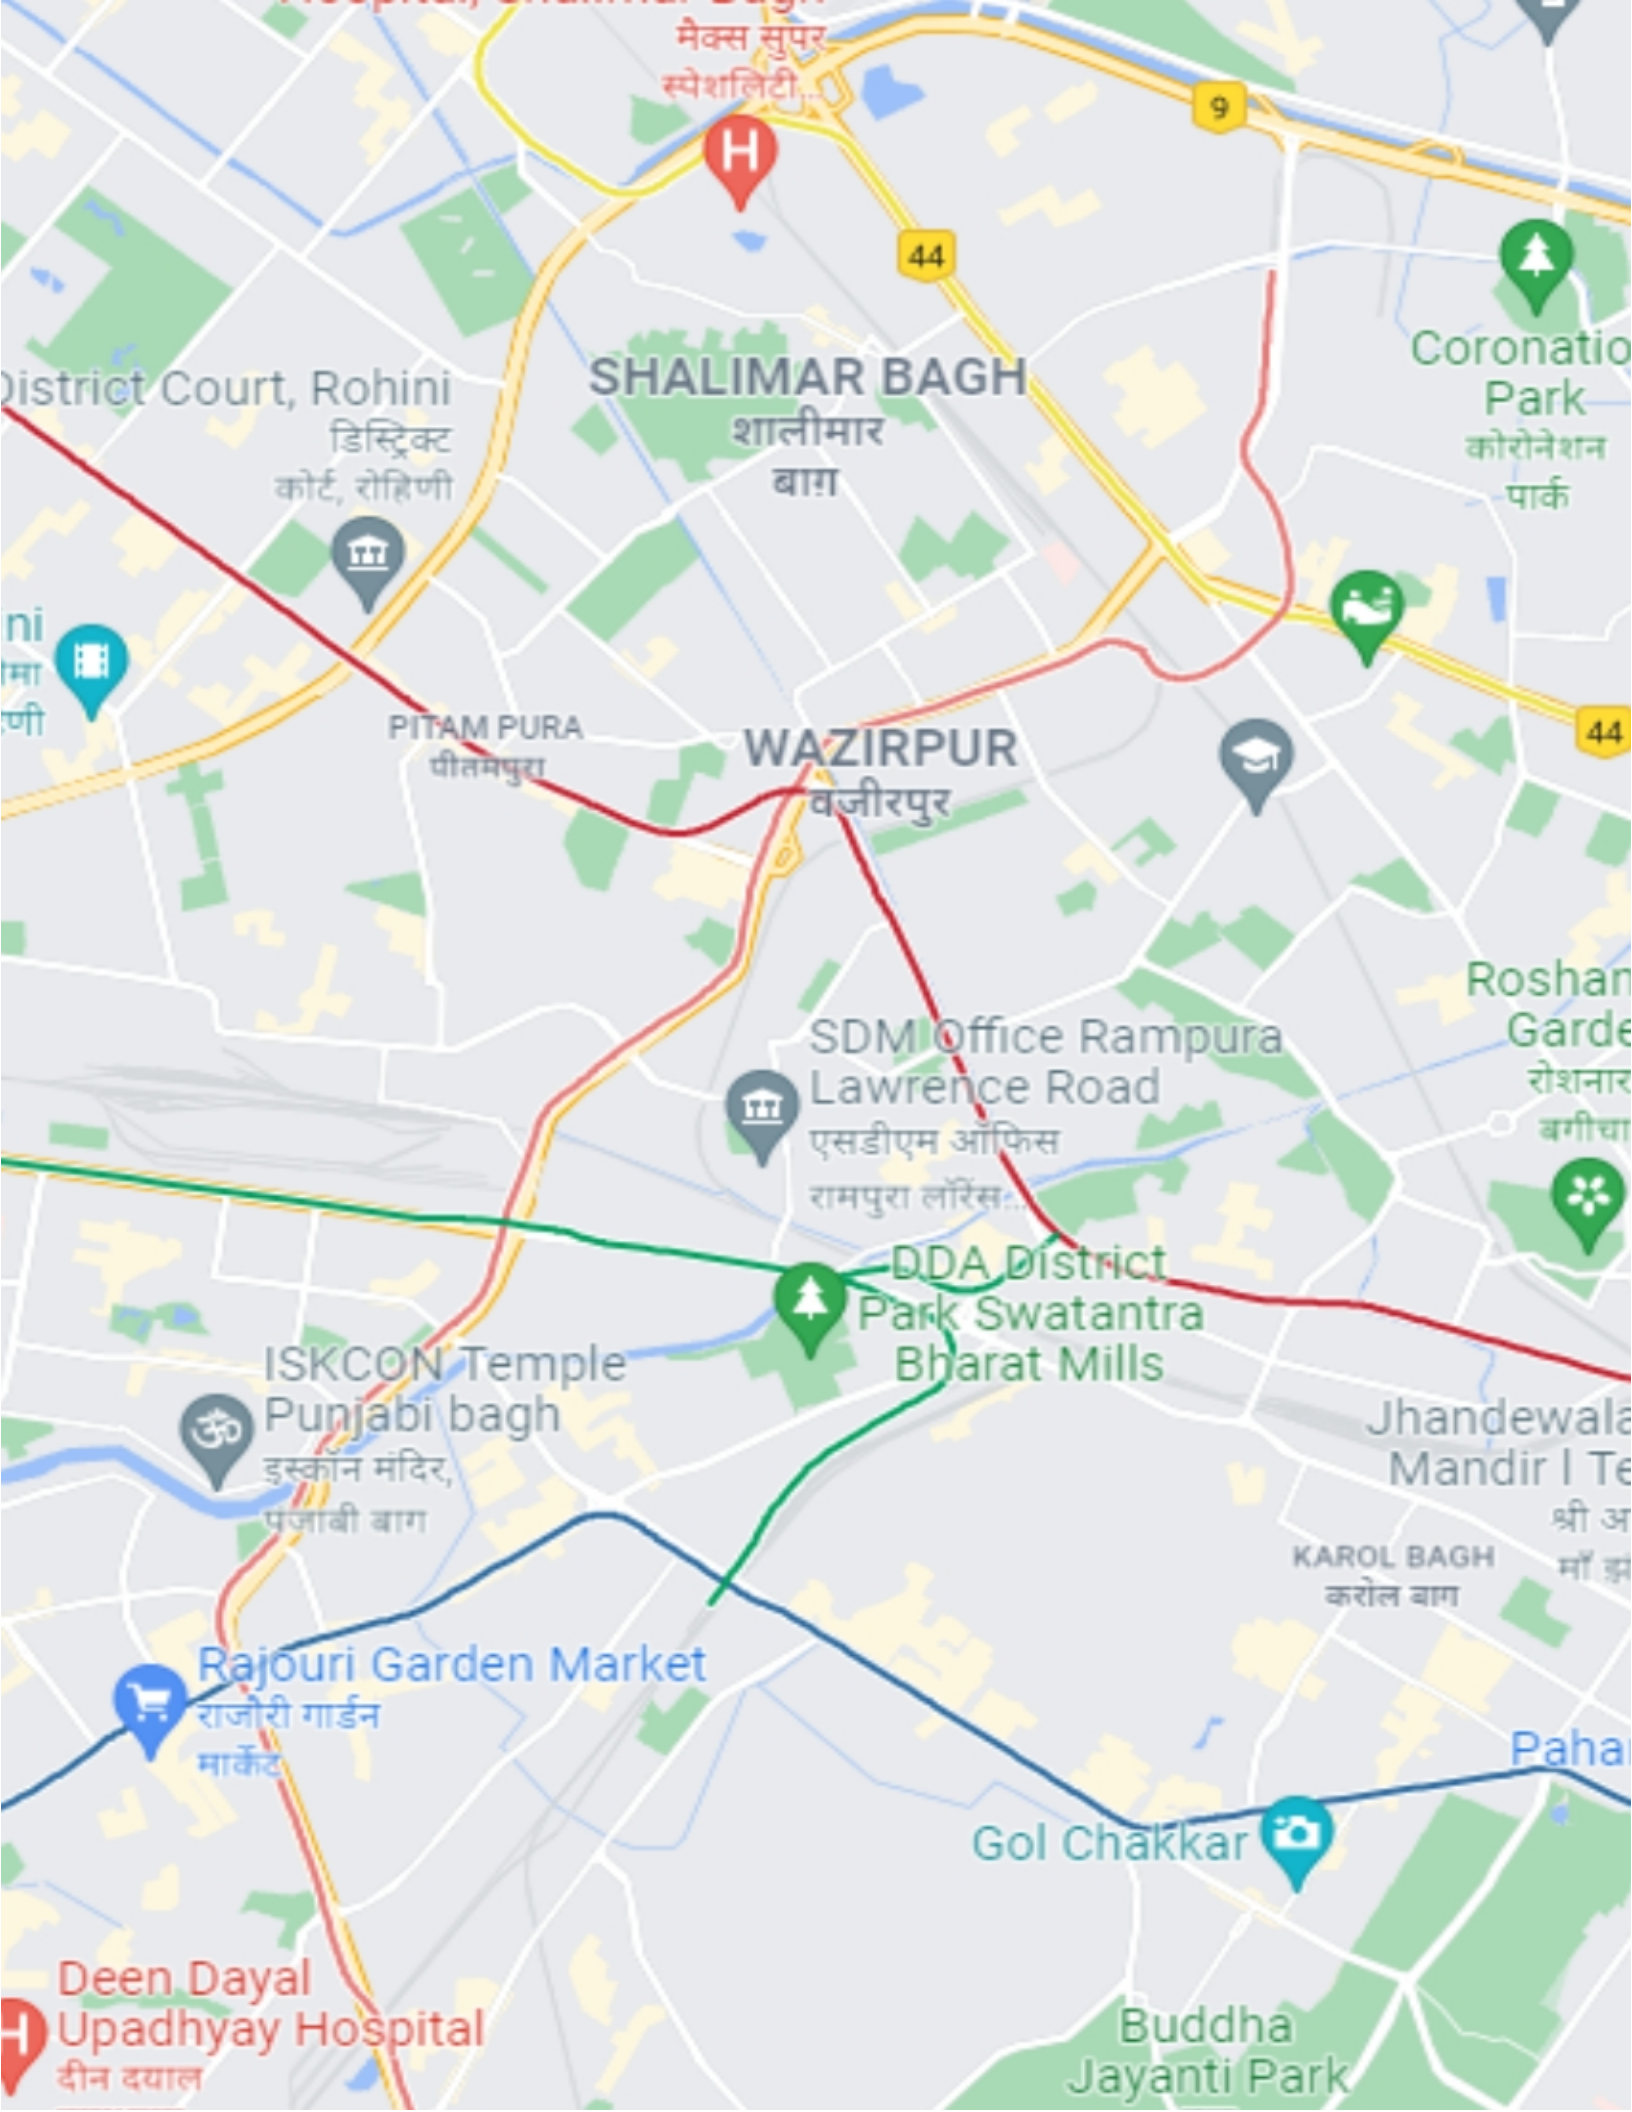 मेक्स सुपर
स्पेशलिटी...
H
9
44
Coronatio
Park
कोरोनेशन
पार्क
SHALIMAR BAGH
शालीमार
बाग़
District Court, Rohini
डिस्ट्रिक्ट
कोर्ट, रोहिणी
44
PITAM PURA
पीतमपुरा
WAZIRPUR
वज़ीरपुर
Roshan
Garde
रोशनार
बगीचा
SDM Office Rampura
Lawrence Road
एसडीएम ऑफिस
रामपुरा लॉरेंस...
DDA District
Park Swatantra
Bharat Mills
ISKCON Temple
Punjabi bagh
इस्कॉन मंदिर,
पंजाबी बाग
Jhandewala
Mandir l Te
श्री अ
KAROL BAGH
करोल बाग
Rajouri Garden Market
राजोरी गार्डन
मार्केट
Pahar
Gol Chakkar
Deen Dayal
Upadhyay Hospital
दीन दयाल
H
Buddha
Jayanti Park